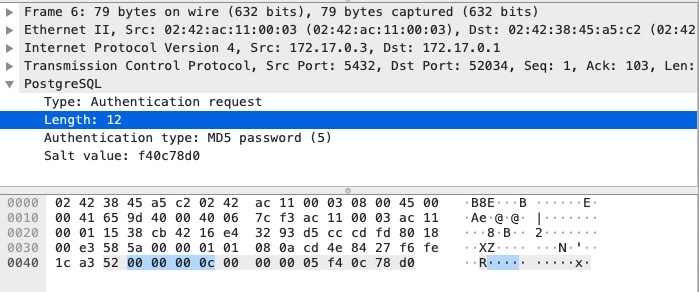 Frame 6: 79 bytes on wire (632 bits), 79 bytes captured (632 bits)
Ethernet II, Src: 02:42:ac:11:00:03 (02:42:ac:11:00:03), Dst: 02:42:38:45:a5:c2 (02:42
Internet Protocol Version 4, Src: 172.17.0.3, Dst: 172.17.0.1
Transmission Control Protocol, Src Port: 5432, Dst Port: 52034, Seq: 1, Ack: 103, Len:
PostgreSQL
Type: Authentication request
Length: 12
Authentication type: MD5 password (5)
Salt value: f40c78d0
0000 02 42 38 45 a5 c2 02 42 ac 11 00 03 08 00 45 00 ·B8E···B ······E·
0010 00 41 65 9d 40 00 40 06 7c f3 ac 11 00 03 ac 11 ·Ae·@·@· |·······
0020 00 01 15 38 cb 42 16 e4 32 93 d5 cc cd fd 80 18 ···8·B·· 2·······
0030 00 e3 58 5a 00 00 01 01 08 0a cd 4e 84 27 f6 fe ··XZ···· ···N·'··
0040 1c a3 52 00 00 00 0c 00 00 00 05 f4 0c 78 d0 ··R····· ·····x·